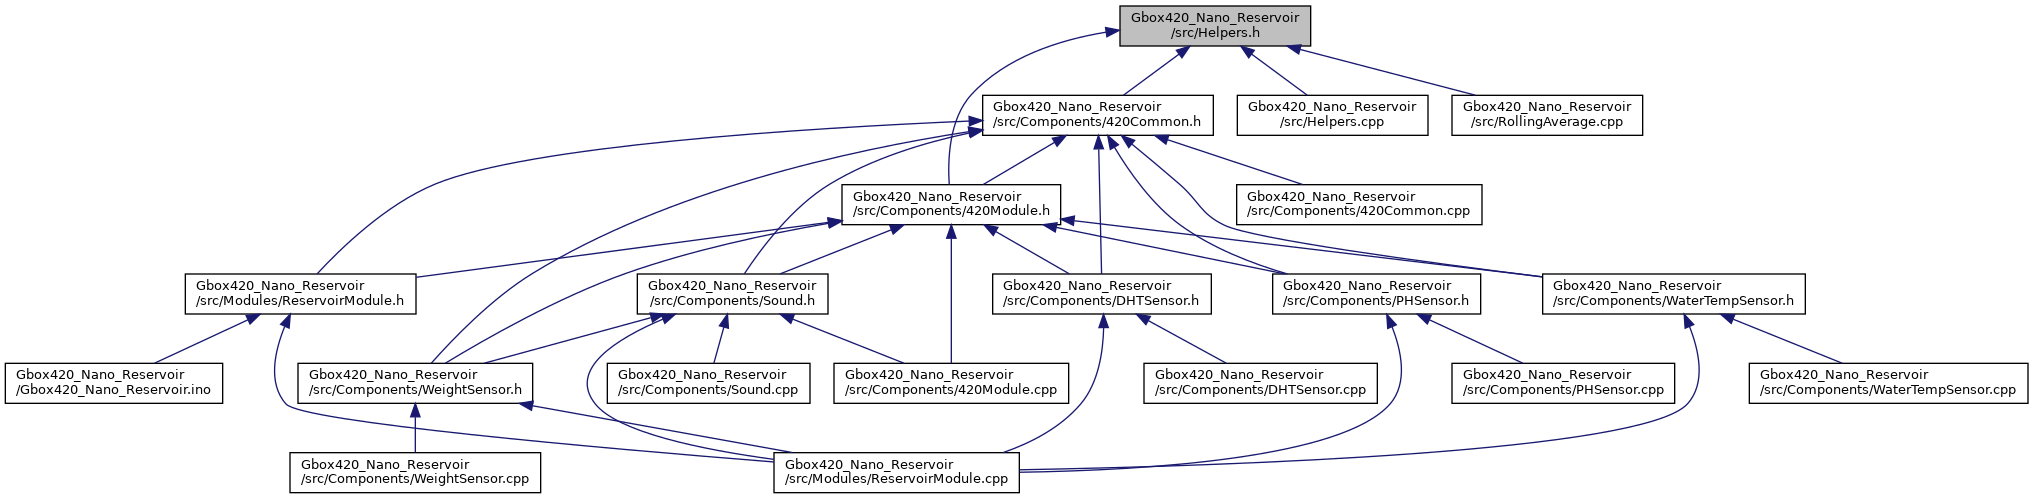 Gbox420_Nano_Reservoir
/src/Helpers.h
Gbox420_Nano_Reservoir
/src/Components/420Common.h
Gbox420_Nano_Reservoir
/src/Helpers.cpp
Gbox420_Nano_Reservoir
/src/RollingAverage.cpp
Gbox420_Nano_Reservoir
/src/Components/420Module.h
Gbox420_Nano_Reservoir
/src/Components/420Common.cpp
Gbox420_Nano_Reservoir
/src/Modules/ReservoirModule.h
Gbox420_Nano_Reservoir
/src/Components/Sound.h
Gbox420_Nano_Reservoir
/src/Components/DHTSensor.h
Gbox420_Nano_Reservoir
/src/Components/PHSensor.h
Gbox420_Nano_Reservoir
/src/Components/WaterTempSensor.h
Gbox420_Nano_Reservoir
/Gbox420_Nano_Reservoir.ino
Gbox420_Nano_Reservoir
/src/Components/WeightSensor.h
Gbox420_Nano_Reservoir
/src/Components/Sound.cpp
Gbox420_Nano_Reservoir
/src/Components/420Module.cpp
Gbox420_Nano_Reservoir
/src/Components/DHTSensor.cpp
Gbox420_Nano_Reservoir
/src/Components/PHSensor.cpp
Gbox420_Nano_Reservoir
/src/Components/WaterTempSensor.cpp
Gbox420_Nano_Reservoir
/src/Components/WeightSensor.cpp
Gbox420_Nano_Reservoir
/src/Modules/ReservoirModule.cpp